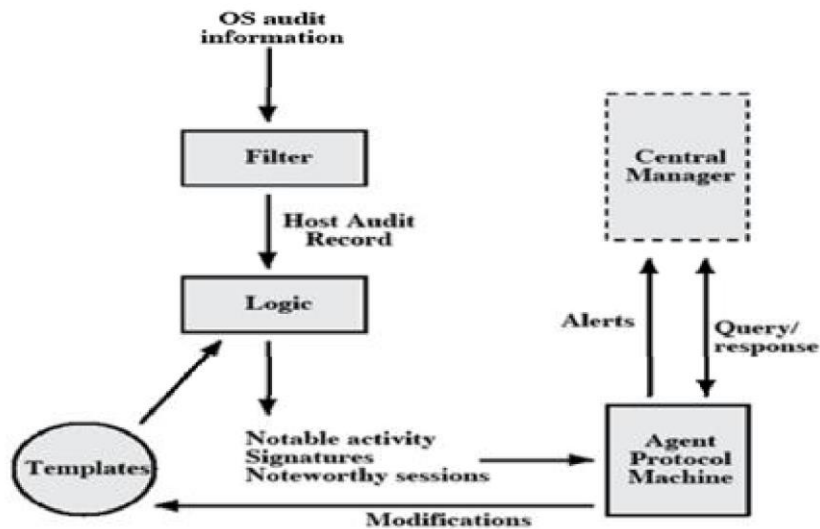 OS audit
information
Filter
Central
Manager
Host Audit
Record
Logic
Alerts
Query/
response
Notable activity
Signatures
Noteworthy sessions
Agent
Protocol
Machine
Templates
Modifications